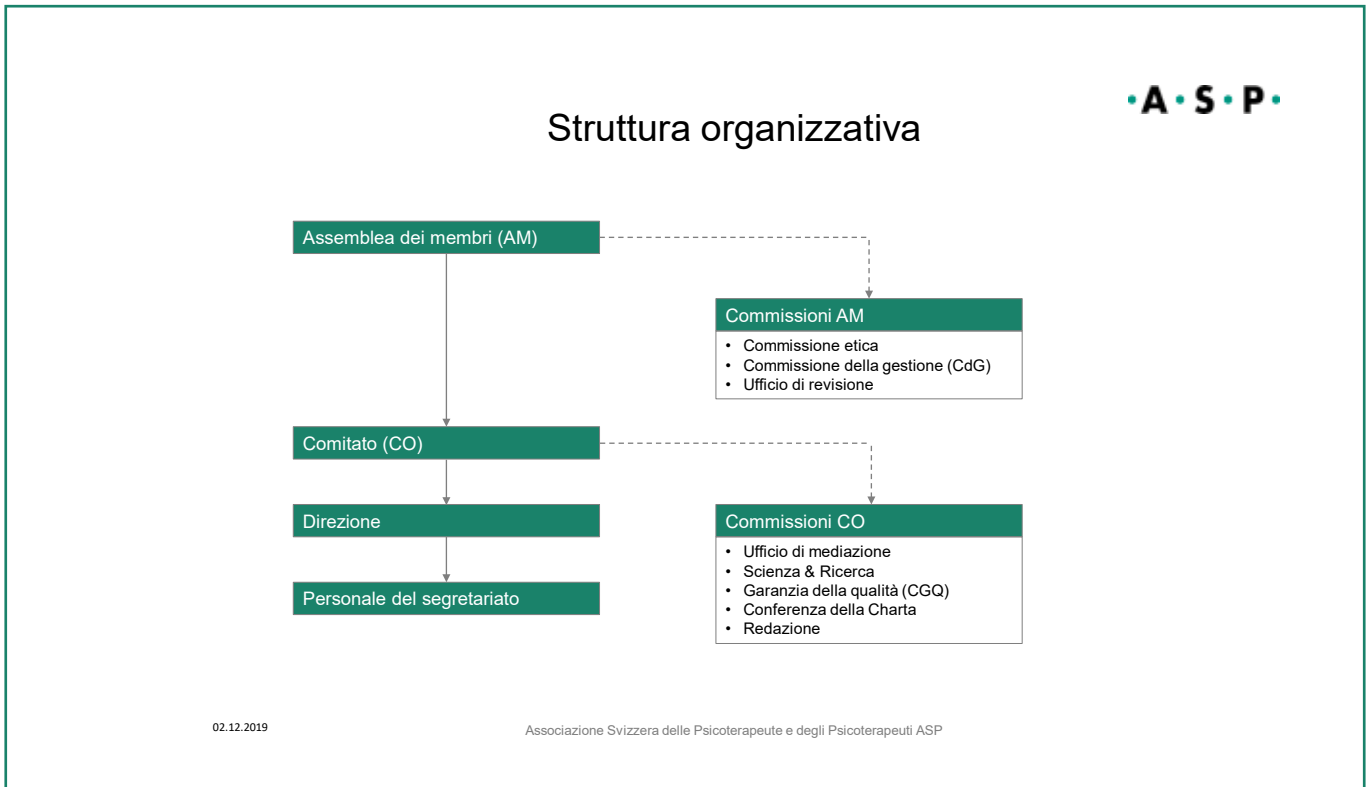 •A•S•P•
Struttura organizzativa
Assemblea dei membri (AM)
Commissioni AM
• Commissione etica
• Commissione della gestione (CdG)
• Ufficio di revisione
Comitato (CO)
Direzione
Commissioni CO
• Ufficio di mediazione
• Scienza & Ricerca
• Garanzia della qualità (CGQ)
• Conferenza della Charta
• Redazione
Personale del segretariato
02.12.2019
Associazione Svizzera delle Psicoterapeute e degli Psicoterapeuti ASP